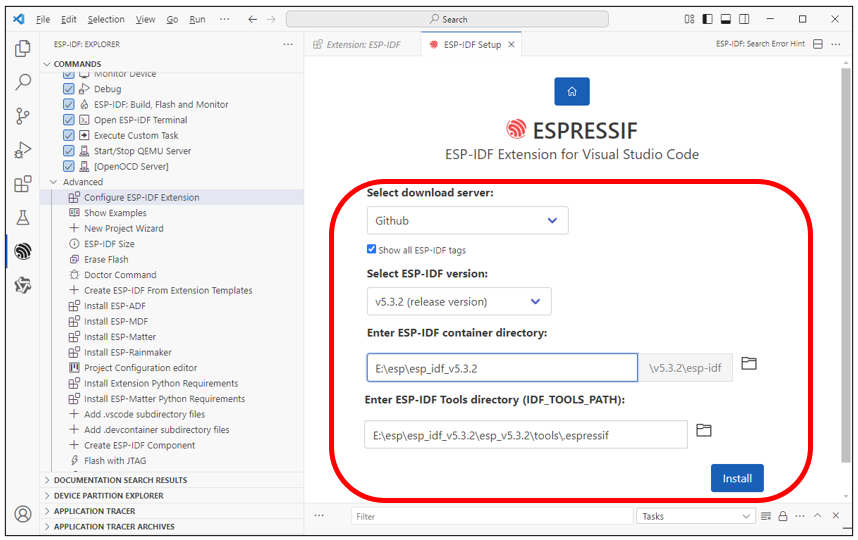 File Edit Selection View Go Run ··· Search
ESP-IDF: EXPLORER ···
Extension: ESP-IDF
ESP-IDF Setup
ESP-IDF: Search Error Hint ···
COMMANDS
Monitor Device
Debug
ESP-IDF: Build, Flash and Monitor
Open ESP-IDF Terminal
Execute Custom Task
Start/Stop QEMU Server
[OpenOCD Server]
Advanced
Configure ESP-IDF Extension
Show Examples
New Project Wizard
ESP-IDF Size
Erase Flash
Doctor Command
Create ESP-IDF From Extension Templates
Install ESP-ADF
Install ESP-MDF
Install ESP-Matter
Install ESP-Rainmaker
Project Configuration editor
Install Extension Python Requirements
Install ESP-Matter Python Requirements
Add .vscode subdirectory files
Add .devcontainer subdirectory files
Create ESP-IDF Component
Flash with JTAG
DOCUMENTATION SEARCH RESULTS
DEVICE PARTITION EXPLORER
APPLICATION TRACER
APPLICATION TRACER ARCHIVES
ESPRESSIF
ESP-IDF Extension for Visual Studio Code
Select download server:
Github
Show all ESP-IDF tags
Select ESP-IDF version:
v5.3.2 (release version)
Enter ESP-IDF container directory:
E:\esp\esp_idf_v5.3.2 \v5.3.2\esp-idf
Enter ESP-IDF Tools directory (IDF_TOOLS_PATH):
E:\esp\esp_idf_v5.3.2\esp_v5.3.2\tools\.espressif
Install
··· Filter Tasks ···